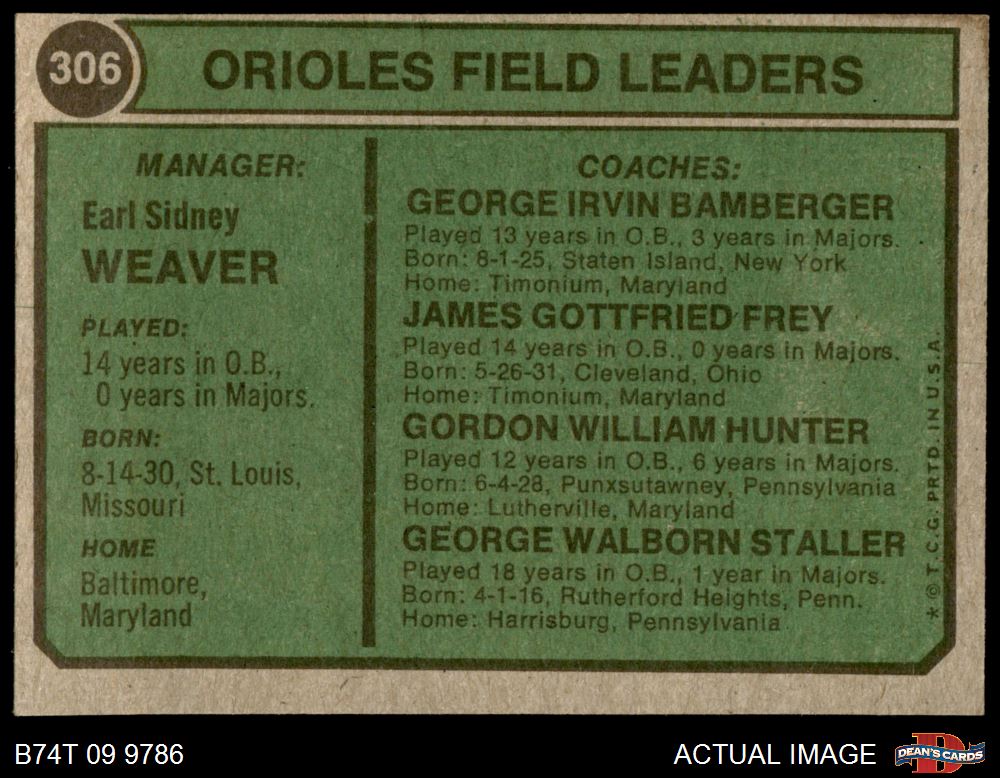 306
ORIOLES FIELD LEADERS
MANAGER:
Earl Sidney
WEAVER
PLAYED:
14 years in O.B.,
0 years in Majors.
BORN:
8-14-30, St. Louis,
Missouri
HOME
Baltimore,
Maryland
COACHES:
GEORGE IRVIN BAMBERGER
Played 13 years in O.B., 3 years in Majors.
Born: 8-1-25, Staten Island, New York
Home: Timonium, Maryland
JAMES GOTTFRIED FREY
Played 14 years in O.B., 0 years in Majors.
Born: 5-26-31, Cleveland, Ohio
Home: Timonium, Maryland
GORDON WILLIAM HUNTER
Played 12 years in O.B., 6 years in Majors.
Born: 6-4-28, Punxsutawney, Pennsylvania
Home: Lutherville, Maryland
GEORGE WALBORN STALLER
Played 18 years in O.B., 1 year in Majors.
Born: 4-1-16, Rutherford Heights, Penn.
Home: Harrisburg, Pennsylvania
* © T.C.G. PRTD. IN U.S.A.
B74T 09 9786
ACTUAL IMAGE
D
DEAN'S CARDS